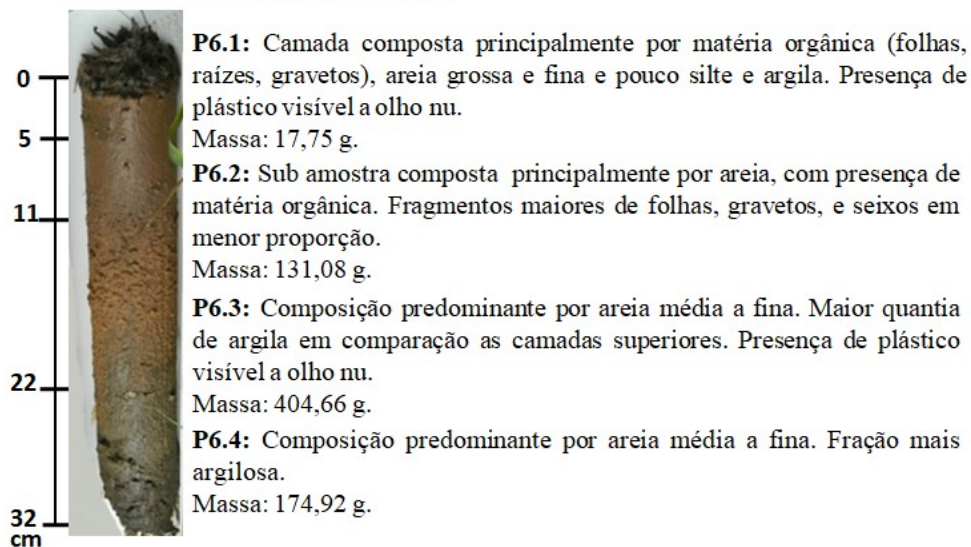 P6.1: Camada composta principalmente por matéria orgânica (folhas,
raízes, gravetos), areia grossa e fina e pouco silte e argila. Presença de
plástico visível a olho nu.
Massa: 17,75 g.
P6.2: Sub amostra composta principalmente por areia, com presença de
matéria orgânica. Fragmentos maiores de folhas, gravetos, e seixos em
menor proporção.
Massa: 131,08 g.
P6.3: Composição predominante por areia média a fina. Maior quantia
de argila em comparação as camadas superiores. Presença de plástico
visível a olho nu.
Massa: 404,66 g.
P6.4: Composição predominante por areia média a fina. Fração mais
argilosa.
Massa: 174,92 g.
0
5
11
22
32
cm